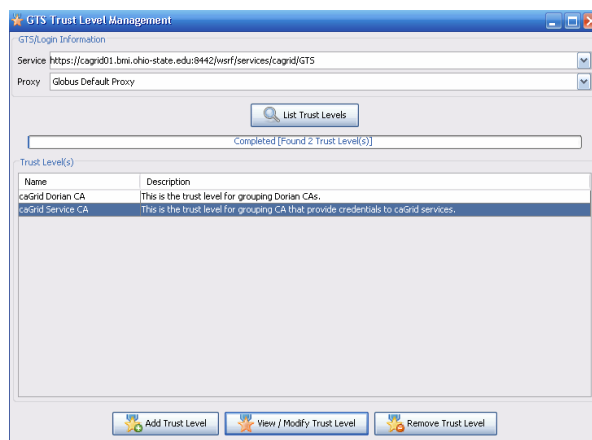 GTS Trust Level Management
GTS/Login Information
Service https://cagrid01.bmi.ohio-state.edu:8442/wsrf/services/cagrid/GTS
Proxy Globus Default Proxy
List Trust Levels
Completed [Found 2 Trust Level(s)]
Trust Level(s)
Name Description
caGrid Dorian CA This is the trust level for grouping Dorian CAs.
caGrid Service CA This is the trust level for grouping CA that provide credentials to caGrid services.
Add Trust Level View / Modify Trust Level Remove Trust Level